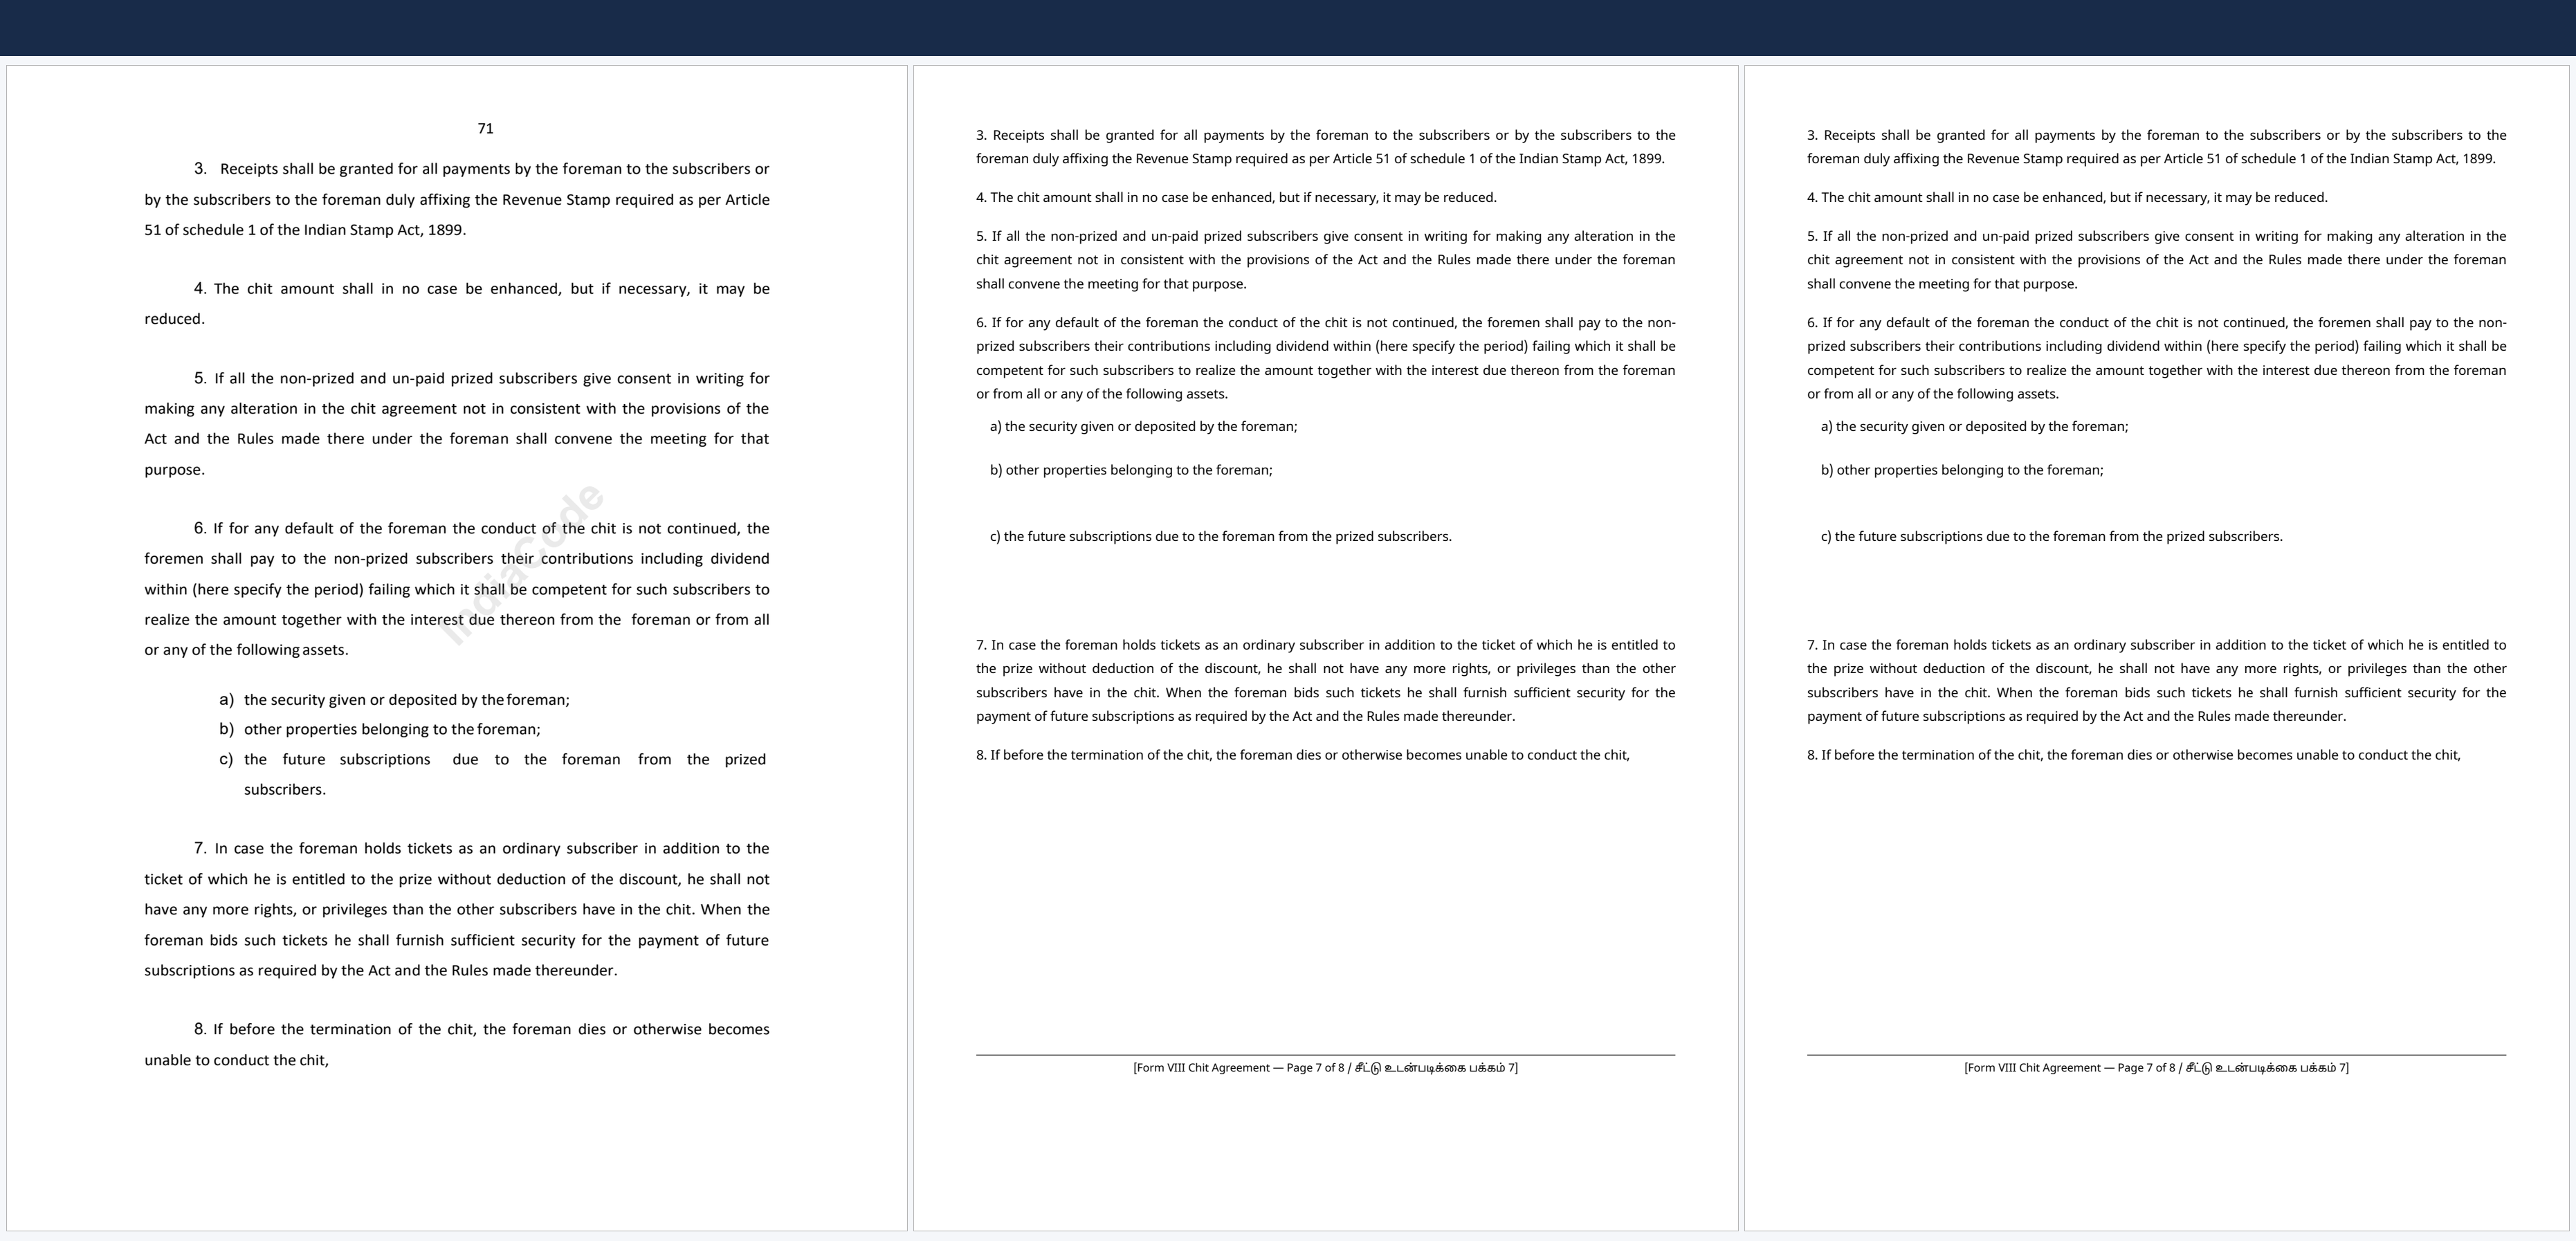 71
3. Receipts shall be granted for all payments by the foreman to the subscribers or
by the subscribers to the foreman duly affixing the Revenue Stamp required as per Article
51 of schedule 1 of the Indian Stamp Act, 1899.
4. The chit amount shall in no case be enhanced, but if necessary, it may be
reduced.
5. If all the non-prized and un-paid prized subscribers give consent in writing for
making any alteration in the chit agreement not in consistent with the provisions of the
Act and the Rules made there under the foreman shall convene the meeting for that
purpose.
6. If for any default of the foreman the conduct of the chit is not continued, the
foremen shall pay to the non-prized subscribers their contributions including dividend
within (here specify the period) failing which it shall be competent for such subscribers to
realize the amount together with the interest due thereon from the foreman or from all
or any of the following assets.
a) the security given or deposited by the foreman;
b) other properties belonging to the foreman;
c) the future subscriptions due to the foreman from the prized
subscribers.
7. In case the foreman holds tickets as an ordinary subscriber in addition to the
ticket of which he is entitled to the prize without deduction of the discount, he shall not
have any more rights, or privileges than the other subscribers have in the chit. When the
foreman bids such tickets he shall furnish sufficient security for the payment of future
subscriptions as required by the Act and the Rules made thereunder.
8. If before the termination of the chit, the foreman dies or otherwise becomes
unable to conduct the chit,
IndiaCode
3. Receipts shall be granted for all payments by the foreman to the subscribers or by the subscribers to the
foreman duly affixing the Revenue Stamp required as per Article 51 of schedule 1 of the Indian Stamp Act, 1899.
4. The chit amount shall in no case be enhanced, but if necessary, it may be reduced.
5. If all the non-prized and un-paid prized subscribers give consent in writing for making any alteration in the
chit agreement not in consistent with the provisions of the Act and the Rules made there under the foreman
shall convene the meeting for that purpose.
6. If for any default of the foreman the conduct of the chit is not continued, the foremen shall pay to the non-
prized subscribers their contributions including dividend within (here specify the period) failing which it shall be
competent for such subscribers to realize the amount together with the interest due thereon from the foreman
or from all or any of the following assets.
a) the security given or deposited by the foreman;
b) other properties belonging to the foreman;
c) the future subscriptions due to the foreman from the prized subscribers.
7. In case the foreman holds tickets as an ordinary subscriber in addition to the ticket of which he is entitled to
the prize without deduction of the discount, he shall not have any more rights, or privileges than the other
subscribers have in the chit. When the foreman bids such tickets he shall furnish sufficient security for the
payment of future subscriptions as required by the Act and the Rules made thereunder.
8. If before the termination of the chit, the foreman dies or otherwise becomes unable to conduct the chit,
[Form VIII Chit Agreement — Page 7 of 8 / சீட்டு உடன்படிக்கை பக்கம் 7]
3. Receipts shall be granted for all payments by the foreman to the subscribers or by the subscribers to the
foreman duly affixing the Revenue Stamp required as per Article 51 of schedule 1 of the Indian Stamp Act, 1899.
4. The chit amount shall in no case be enhanced, but if necessary, it may be reduced.
5. If all the non-prized and un-paid prized subscribers give consent in writing for making any alteration in the
chit agreement not in consistent with the provisions of the Act and the Rules made there under the foreman
shall convene the meeting for that purpose.
6. If for any default of the foreman the conduct of the chit is not continued, the foremen shall pay to the non-
prized subscribers their contributions including dividend within (here specify the period) failing which it shall be
competent for such subscribers to realize the amount together with the interest due thereon from the foreman
or from all or any of the following assets.
a) the security given or deposited by the foreman;
b) other properties belonging to the foreman;
c) the future subscriptions due to the foreman from the prized subscribers.
7. In case the foreman holds tickets as an ordinary subscriber in addition to the ticket of which he is entitled to
the prize without deduction of the discount, he shall not have any more rights, or privileges than the other
subscribers have in the chit. When the foreman bids such tickets he shall furnish sufficient security for the
payment of future subscriptions as required by the Act and the Rules made thereunder.
8. If before the termination of the chit, the foreman dies or otherwise becomes unable to conduct the chit,
[Form VIII Chit Agreement — Page 7 of 8 / சீட்டு உடன்படிக்கை பக்கம் 7]